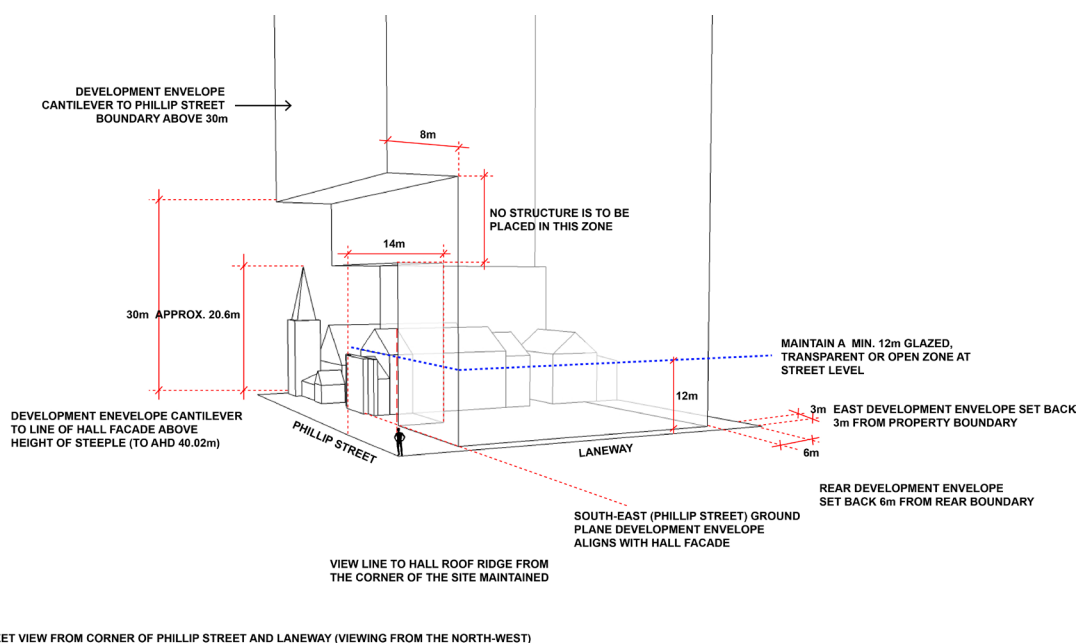 DEVELOPMENT ENVELOPE
CANTILEVER TO PHILLIP STREET
BOUNDARY ABOVE 30m
8m
NO STRUCTURE IS TO BE
PLACED IN THIS ZONE
14m
30m APPROX. 20.6m
MAINTAIN A MIN. 12m GLAZED,
TRANSPARENT OR OPEN ZONE AT
STREET LEVEL
12m
3m EAST DEVELOPMENT ENVELOPE SET BACK
3m FROM PROPERTY BOUNDARY
6m
DEVELOPMENT ENEVELOPE CANTILEVER
TO LINE OF HALL FACADE ABOVE
HEIGHT OF STEEPLE (TO AHD 40.02m)
PHILLIP STREET
LANEWAY
REAR DEVELOPMENT ENVELOPE
SET BACK 6m FROM REAR BOUNDARY
SOUTH-EAST (PHILLIP STREET) GROUND
PLANE DEVELOPMENT ENVELOPE
ALIGNS WITH HALL FACADE
VIEW LINE TO HALL ROOF RIDGE FROM
THE CORNER OF THE SITE MAINTAINED
VIEW FROM CORNER OF PHILLIP STREET AND LANEWAY (VIEWING FROM THE NORTH-WEST)